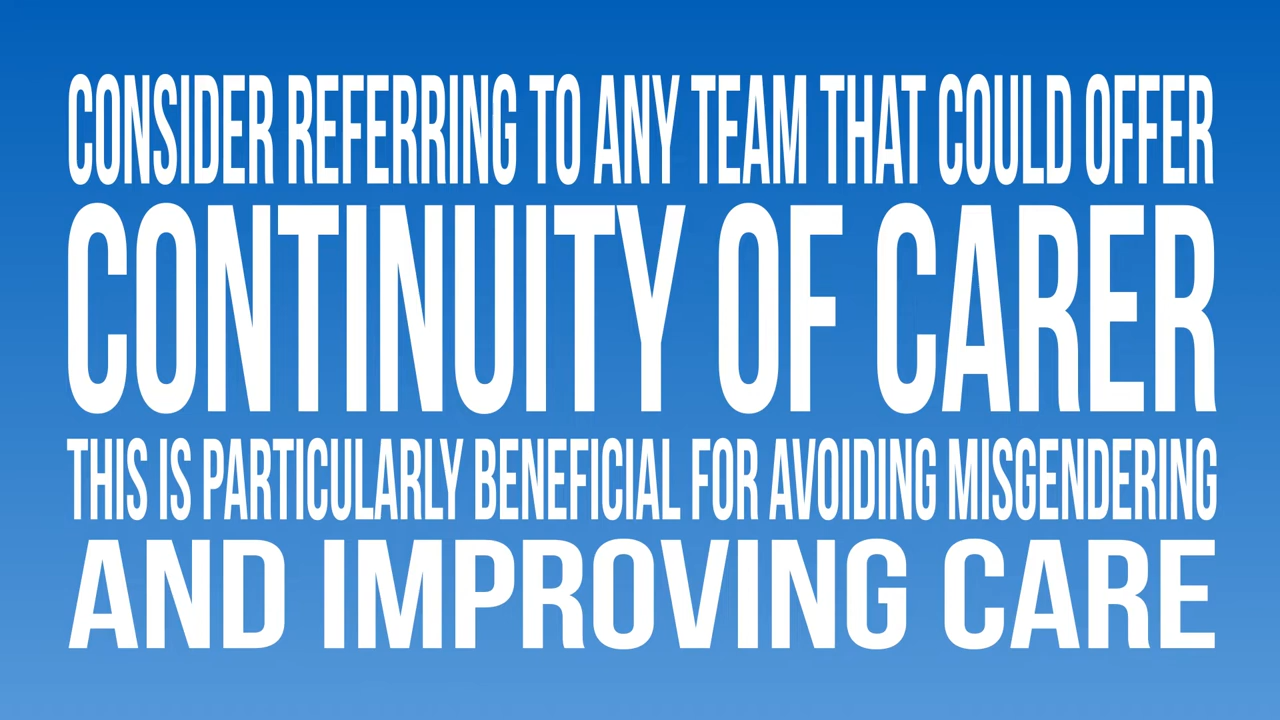 CONSIDER REFERRING TO ANY TEAM THAT COULD OFFER
CONTINUITY OF CARER
THIS IS PARTICULARLY BENEFICIAL FOR AVOIDING MISGENDERING
AND IMPROVING CARE